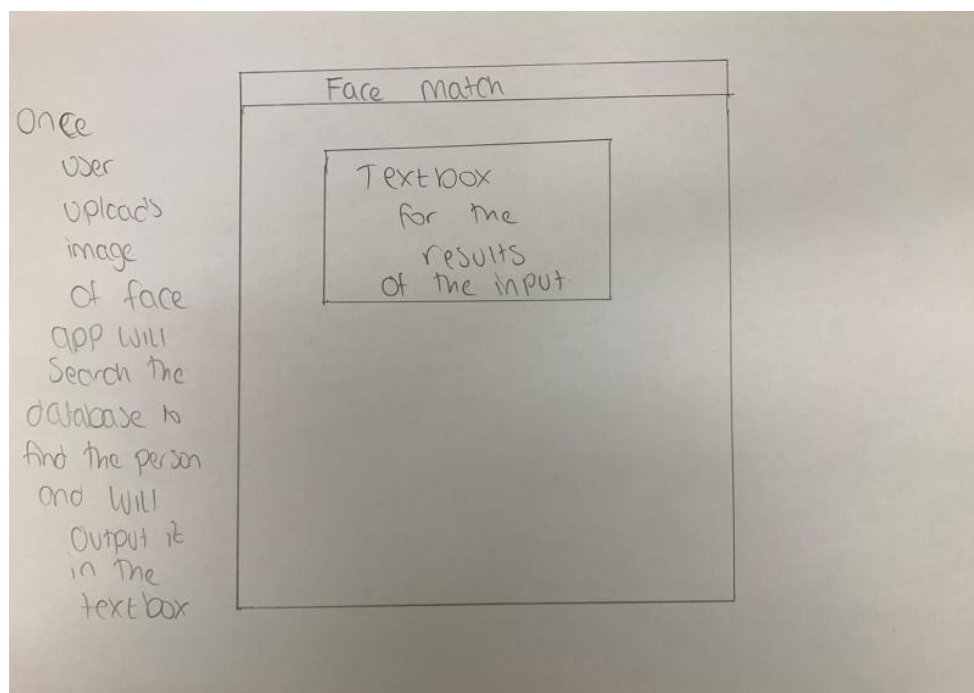 Face match
Textbox
for the
results
of the input
Once
user
uploads
image
of face
app will
Search the
database to
find the person
and will
Output it
in the
textbox